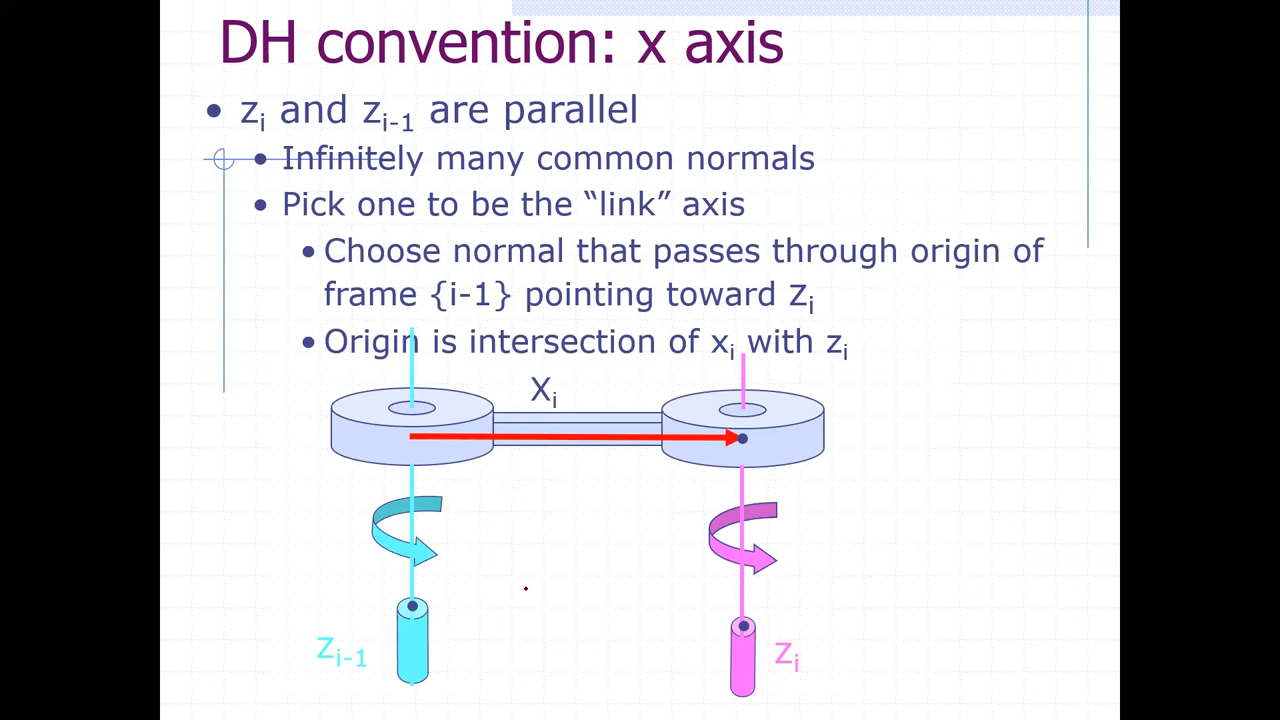 DH convention: x axis
• zᵢ and zᵢ₋₁ are parallel
• Infinitely many common normals
• Pick one to be the “link” axis
• Choose normal that passes through origin of
frame {i-1} pointing toward zᵢ
• Origin is intersection of xᵢ with zᵢ
Xᵢ
zᵢ₋₁
zᵢ